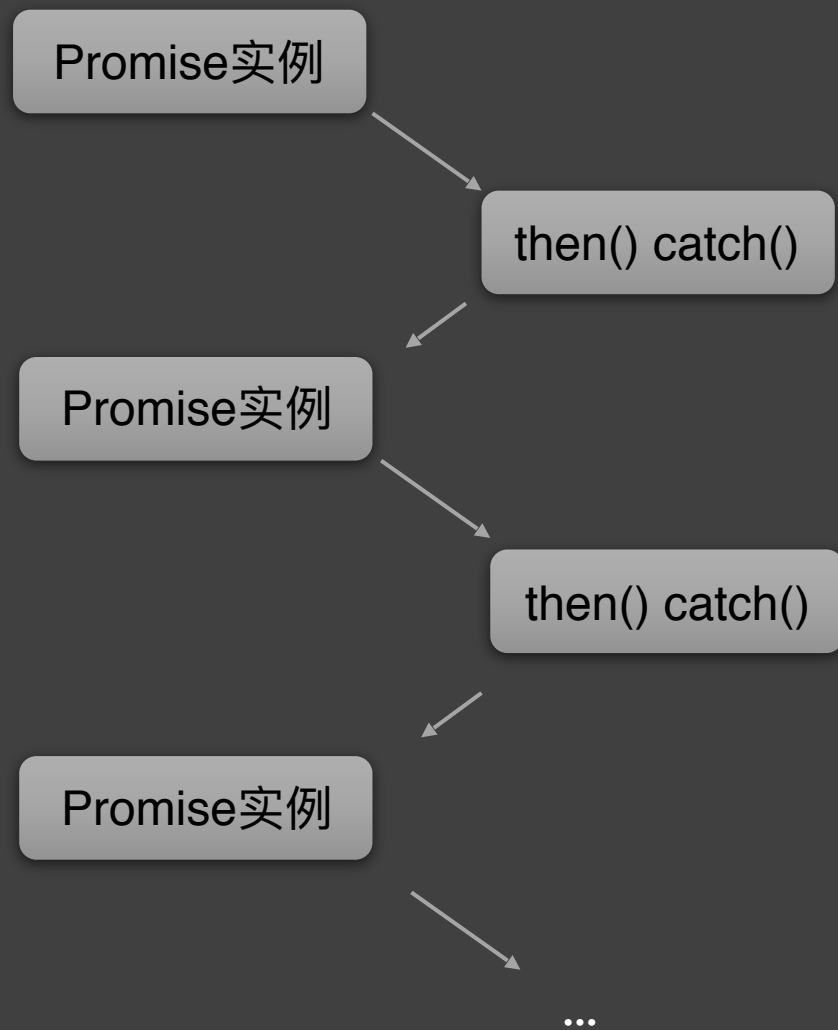 Promise实例
then() catch()
Promise实例
then() catch()
Promise实例
...